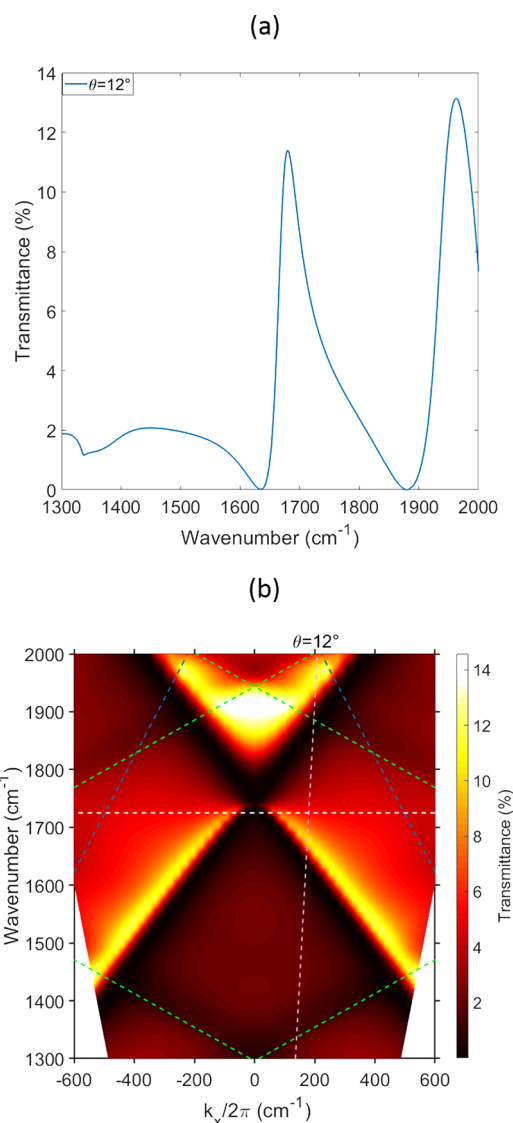 (a)
14
12
10
8
6
4
2
0
θ=12°
Transmittance (%)
1300 1400 1500 1600 1700 1800 1900 2000
Wavenumber (cm-1)
(b)
θ=12°
2000
1900
1800
1700
1600
1500
1400
1300
Wavenumber (cm-1)
-600 -400 -200 0 200 400 600
kx/2π (cm-1)
14
12
10
8
6
4
2
Transmittance (%)